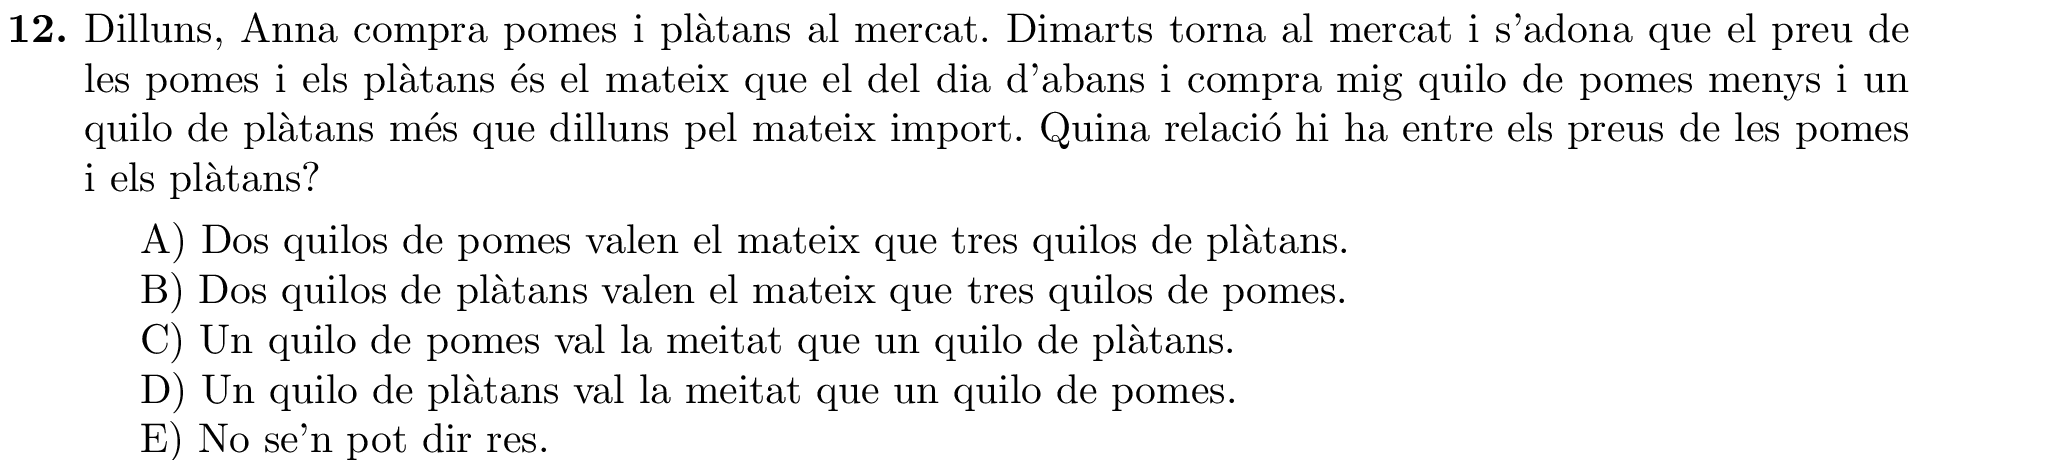 12. Dilluns, Anna compra pomes i plàtans al mercat. Dimarts torna al mercat i s'adona que el preu de
les pomes i els plàtans és el mateix que el del dia d'abans i compra mig quilo de pomes menys i un
quilo de plàtans més que dilluns pel mateix import. Quina relació hi ha entre els preus de les pomes
i els plàtans?
A) Dos quilos de pomes valen el mateix que tres quilos de plàtans.
B) Dos quilos de plàtans valen el mateix que tres quilos de pomes.
C) Un quilo de pomes val la meitat que un quilo de plàtans.
D) Un quilo de plàtans val la meitat que un quilo de pomes.
E) No se'n pot dir res.